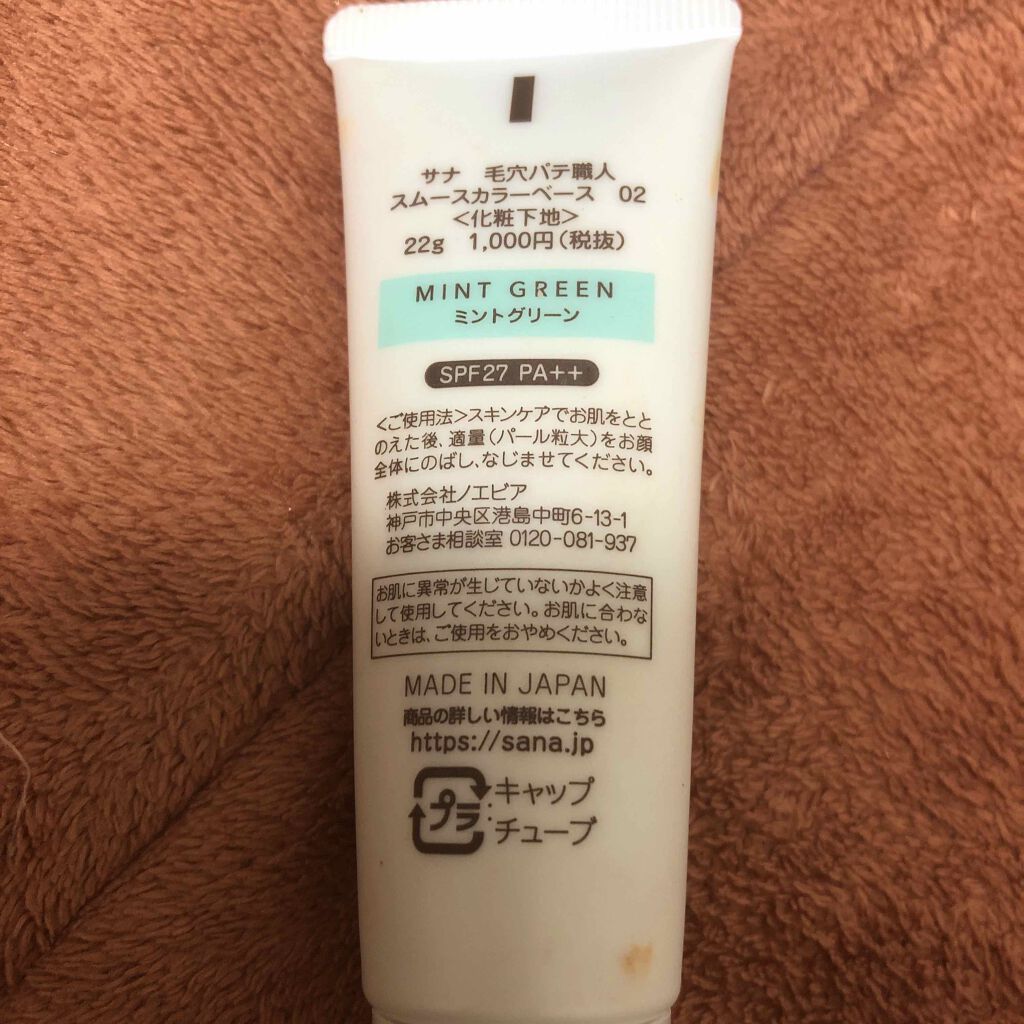 サナ 毛穴パテ職人
スムースカラーベース 02
<化粧下地>
22g 1,000円(税抜)
MINT GREEN
ミントグリーン
SPF27 PA++
<ご使用法>スキンケアでお肌をとと
のえた後、適量(パール粒大)をお顔
全体にのばし、なじませてください。
株式会社ノエビア
神戸市中央区港島中町6-13-1
お客さま相談室 0120-081-937
お肌に異常が生じていないかよく注意
して使用してください。お肌に合わな
いときは、ご使用をおやめください。
MADE IN JAPAN
商品の詳しい情報はこちら
https://sana.jp
プラ:キャップ
チューブ